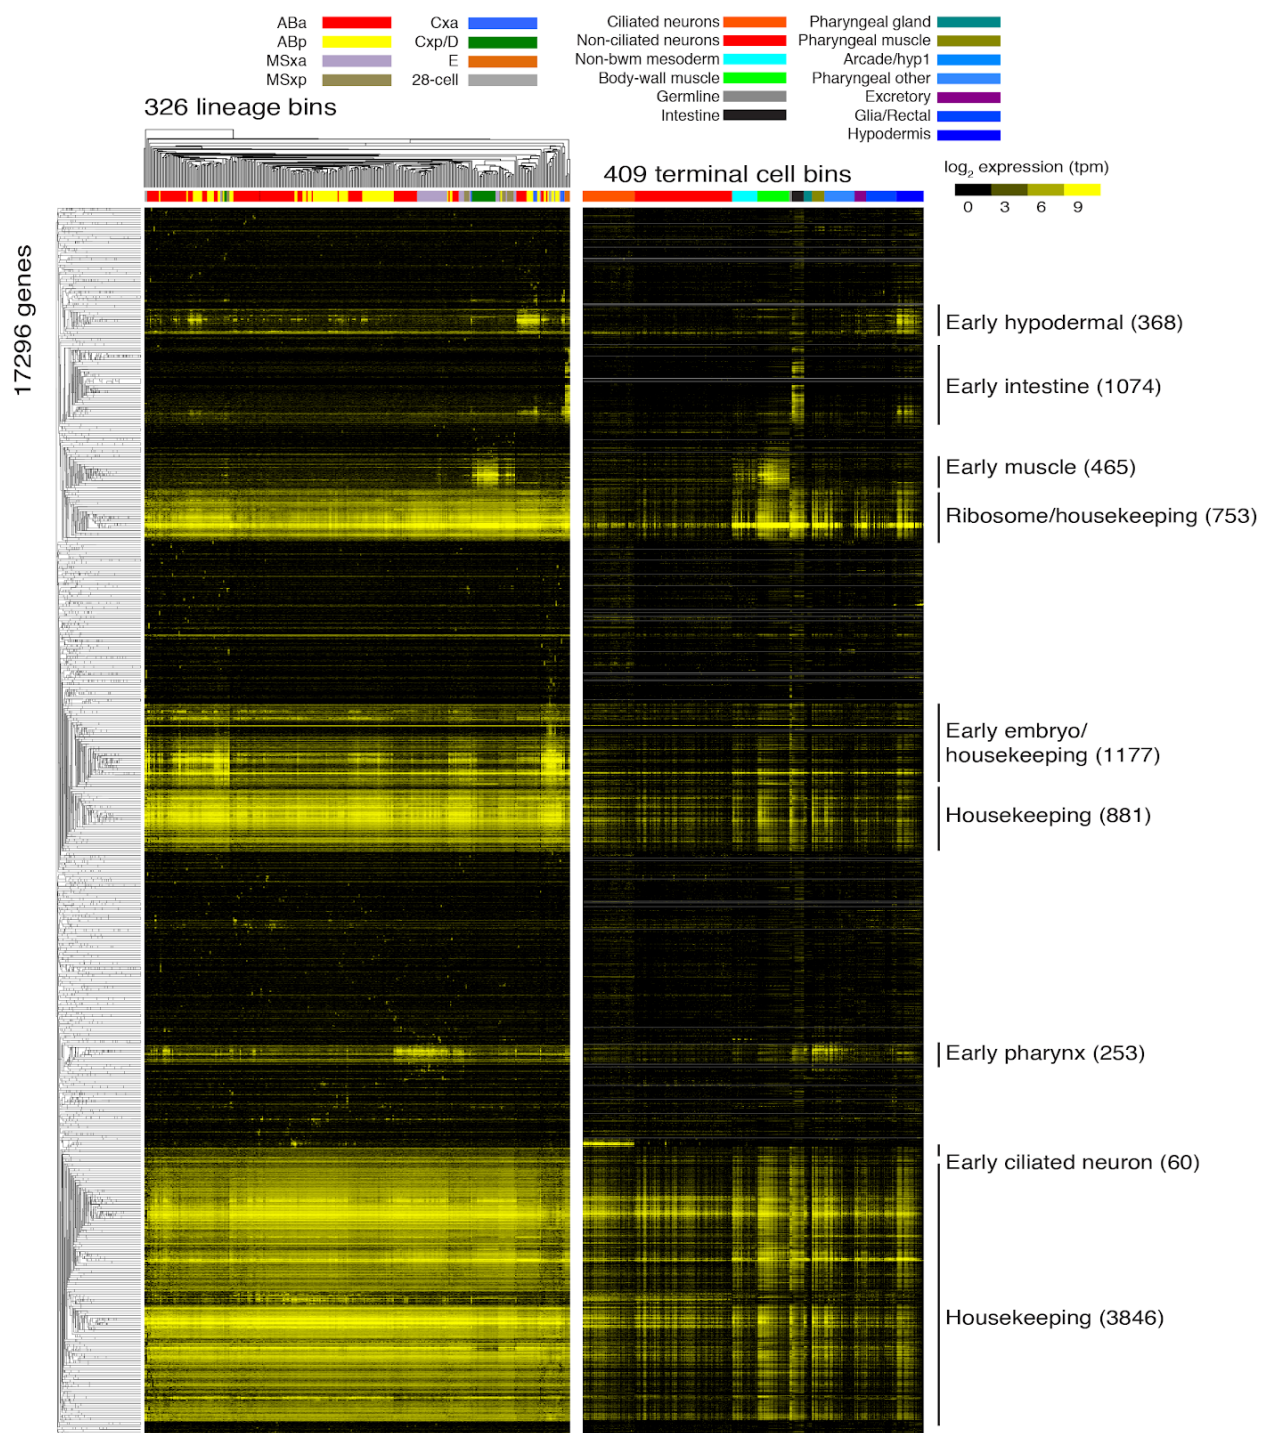 ABa
ABp
MSxa
MSxp
Cxa
Cxp/D
E
28-cell
Ciliated neurons
Non-ciliated neurons
Non-bwm mesoderm
Body-wall muscle
Germline
Intestine
Pharyngeal gland
Pharyngeal muscle
Arcade/hyp1
Pharyngeal other
Excretory
Glia/Rectal
Hypodermis
326 lineage bins
409 terminal cell bins
log2 expression (tpm)
0 3 6 9
17296 genes
Early hypodermal (368)
Early intestine (1074)
Early muscle (465)
Ribosome/housekeeping (753)
Early embryo/
housekeeping (1177)
Housekeeping (881)
Early pharynx (253)
Early ciliated neuron (60)
Housekeeping (3846)